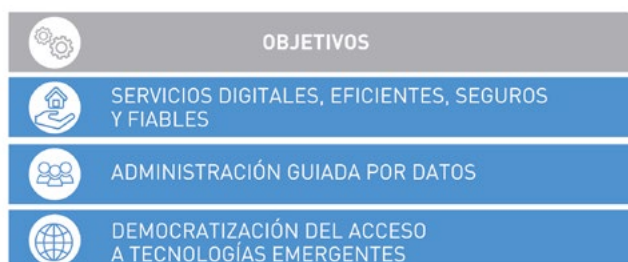 OBJETIVOS
SERVICIOS DIGITALES, EFICIENTES, SEGUROS
Y FIABLES
ADMINISTRACIÓN GUIADA POR DATOS
DEMOCRATIZACIÓN DEL ACCESO
A TECNOLOGÍAS EMERGENTES